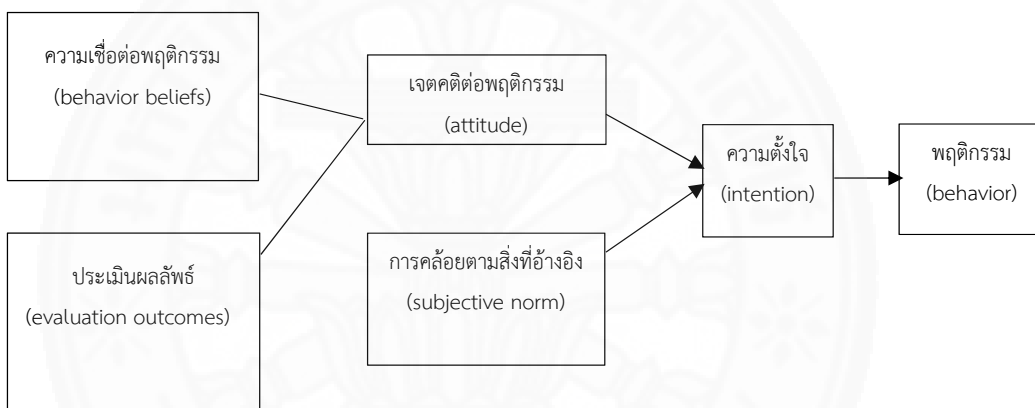 ความเชื่อต่อพฤติกรรม
(behavior beliefs)
ประเมินผลลัพธ์
(evaluation outcomes)
เจตคติต่อพฤติกรรม
(attitude)
การคล้อยตามสิ่งที่อ้างอิง
(subjective norm)
ความตั้งใจ
(intention)
พฤติกรรม
(behavior)